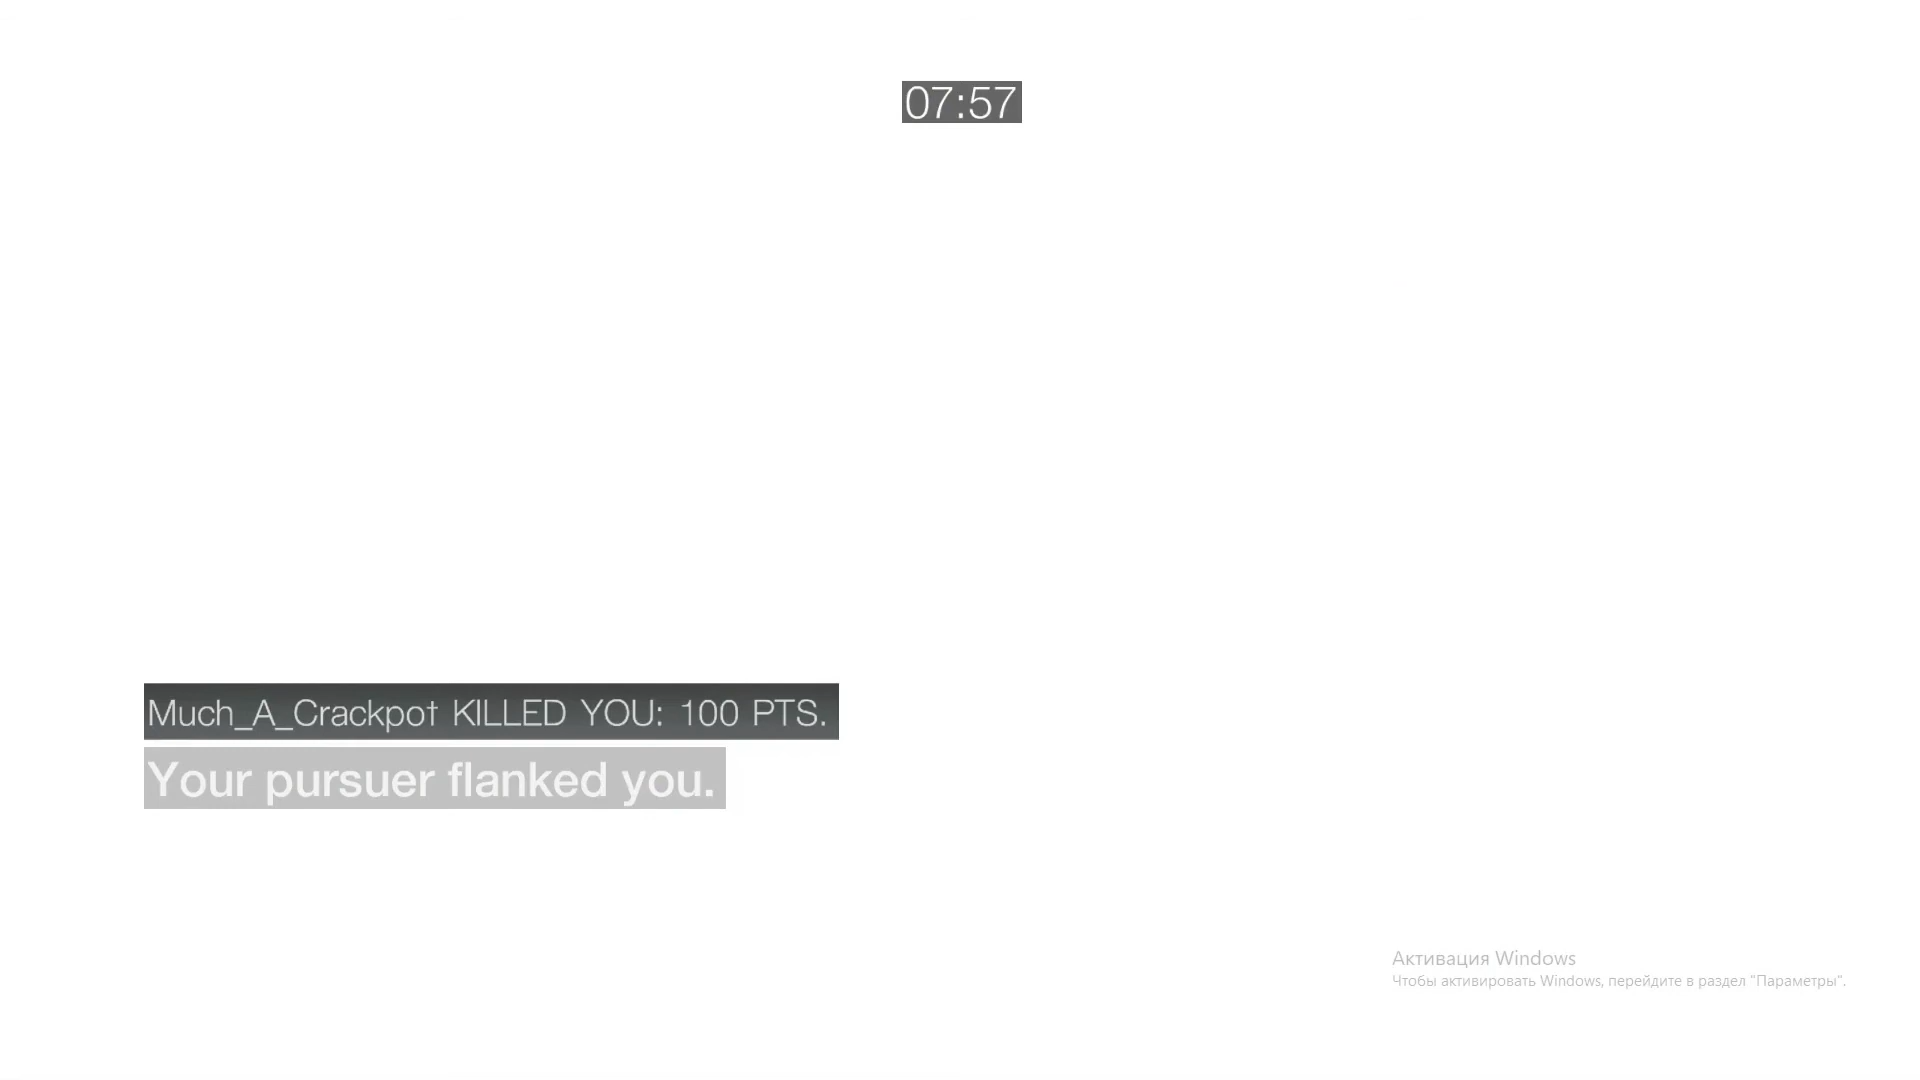 07:57
Much_A_Crackpot KILLED YOU: 100 PTS.
Your pursuer flanked you.
Активация Windows
Чтобы активировать Windows, перейдите в раздел "Параметры".